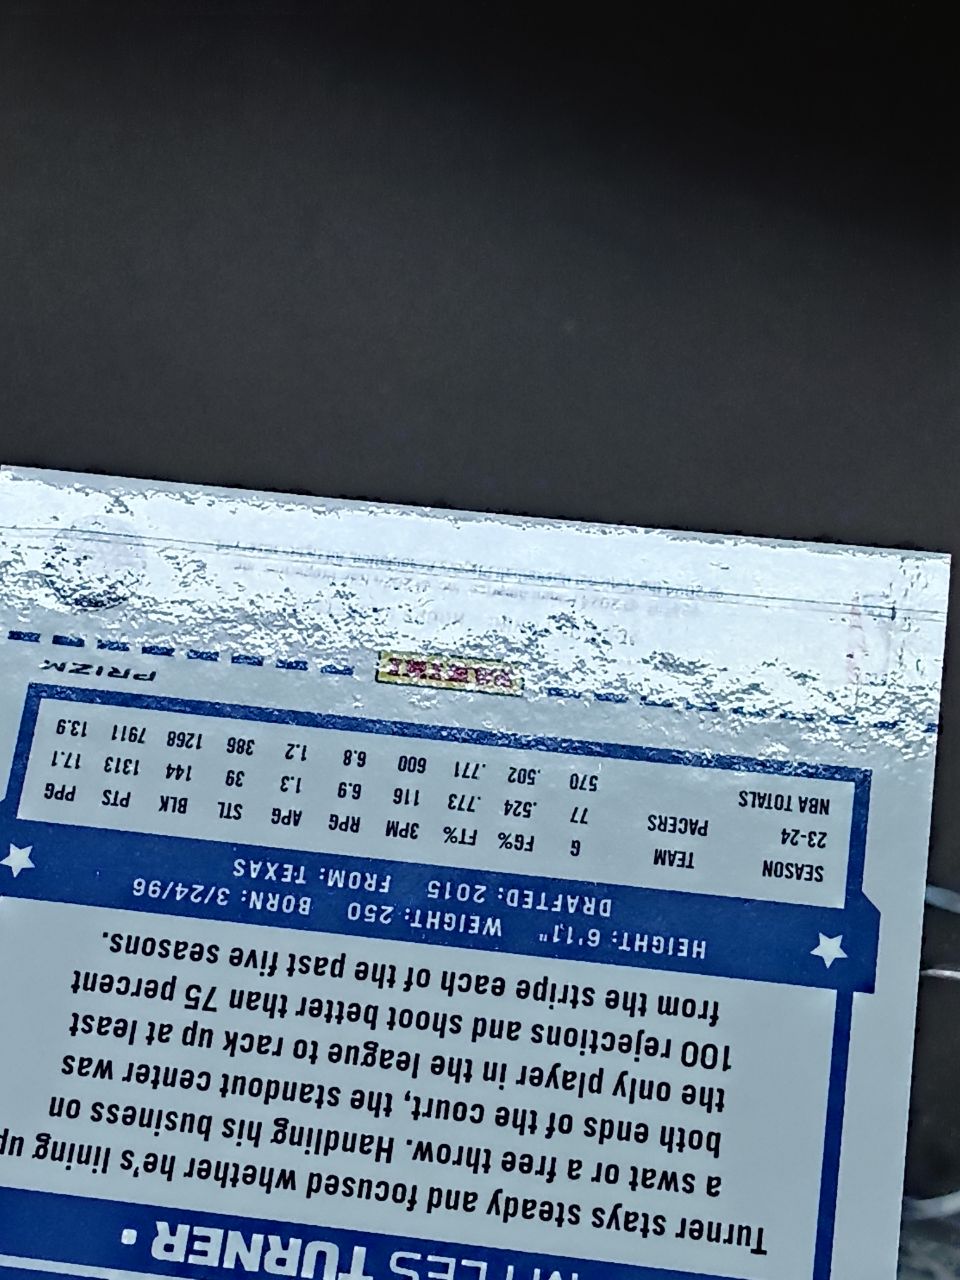 MYLES TURNER •
Turner stays steady and focused whether he's lining up
a swat or a free throw. Handling his business on
both ends of the court, the standout center was
the only player in the league to rack up at least
100 rejections and shoot better than 75 percent
from the stripe each of the past five seasons.
HEIGHT: 6'11" WEIGHT: 250 BORN: 3/24/96
DRAFTED: 2015 FROM: TEXAS
SEASON TEAM G FG% FT% 3PM RPG APG STL BLK PTS PPG
23-24 PACERS 77 .524 .773 116 6.9 1.3 39 144 1313 17.1
NBA TOTALS 570 .502 .771 600 6.8 1.2 386 1268 7911 13.9
PRIZM
PANINI